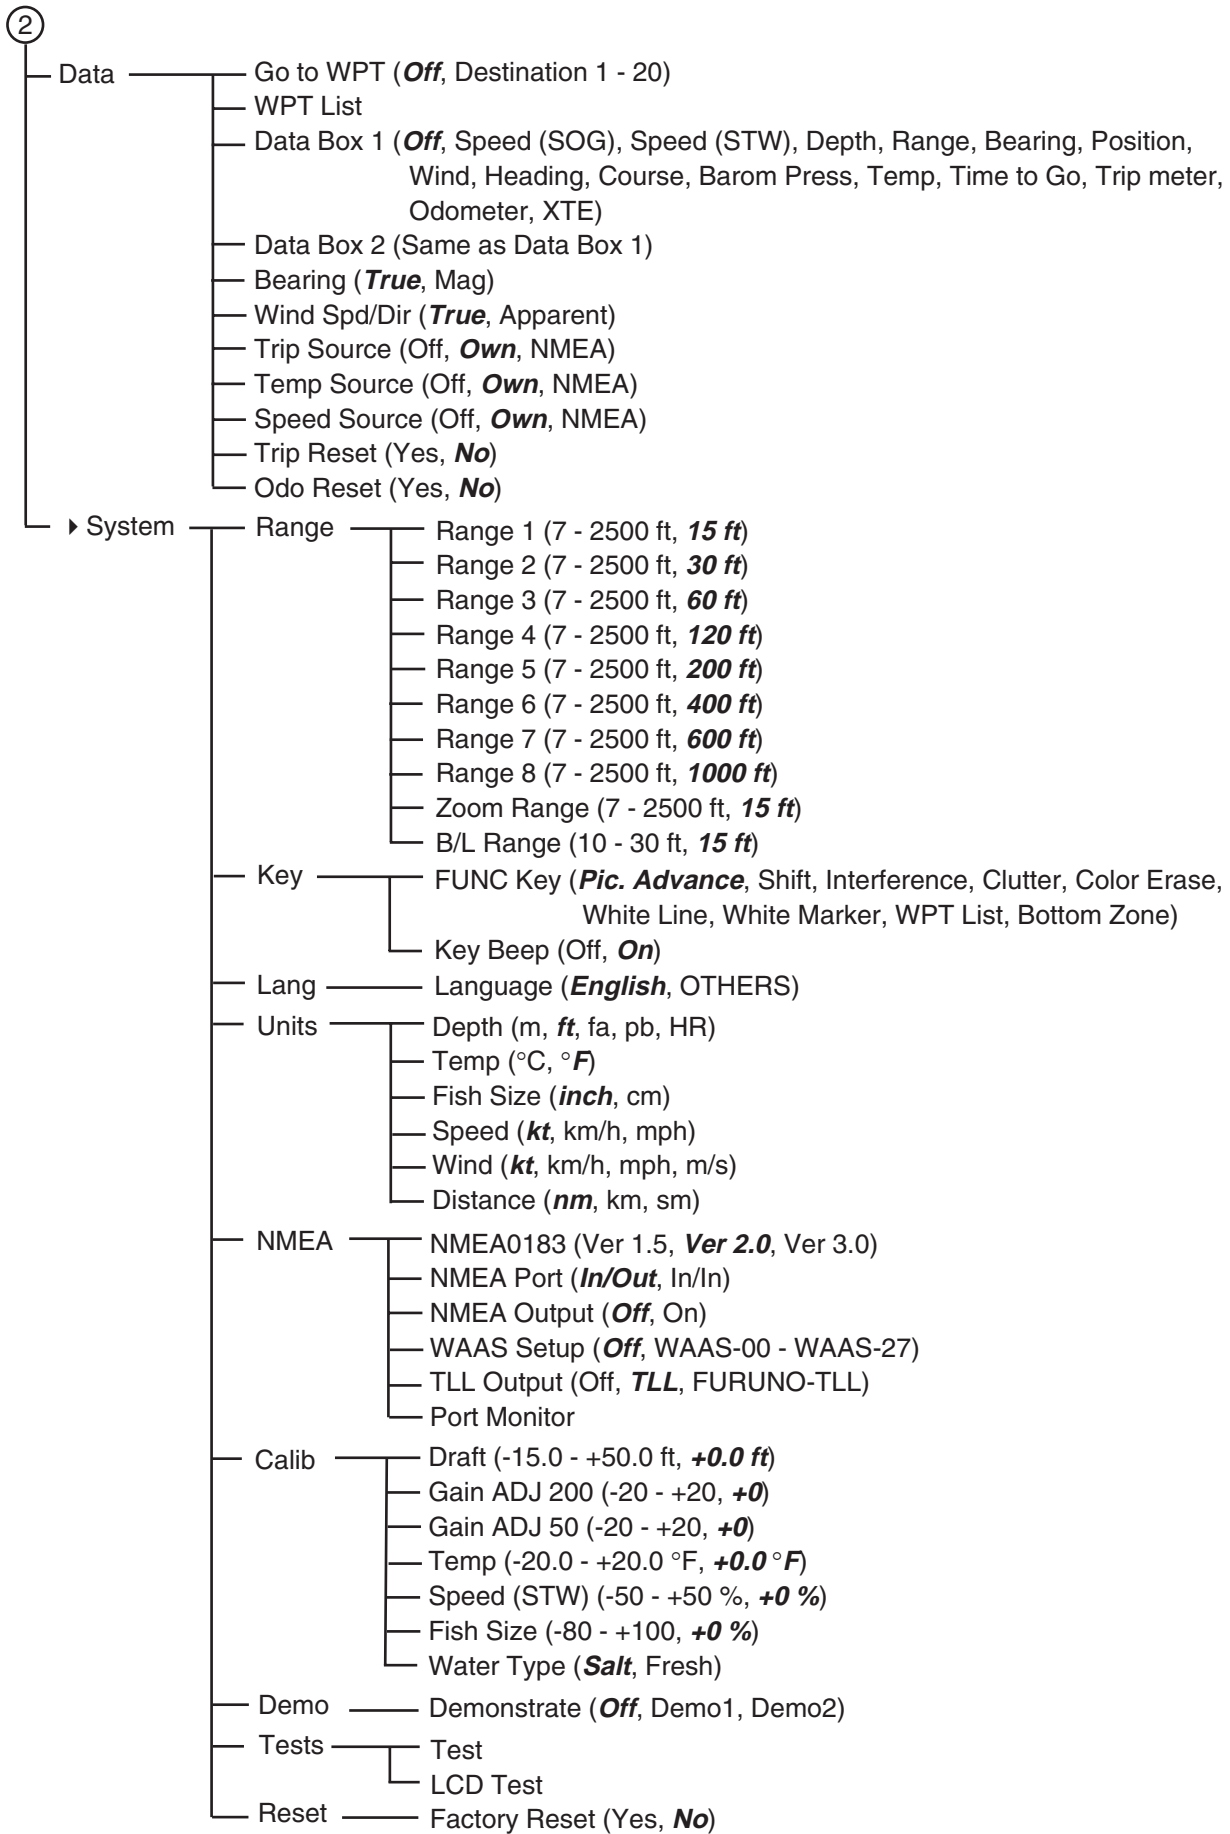 2
Data
Go to WPT (Off, Destination 1 - 20)
WPT List
Data Box 1 (Off, Speed (SOG), Speed (STW), Depth, Range, Bearing, Position,
Wind, Heading, Course, Barom Press, Temp, Time to Go, Trip meter,
Odometer, XTE)
Data Box 2 (Same as Data Box 1)
Bearing (True, Mag)
Wind Spd/Dir (True, Apparent)
Trip Source (Off, Own, NMEA)
Temp Source (Off, Own, NMEA)
Speed Source (Off, Own, NMEA)
Trip Reset (Yes, No)
Odo Reset (Yes, No)
System
Range
Range 1 (7 - 2500 ft, 15 ft)
Range 2 (7 - 2500 ft, 30 ft)
Range 3 (7 - 2500 ft, 60 ft)
Range 4 (7 - 2500 ft, 120 ft)
Range 5 (7 - 2500 ft, 200 ft)
Range 6 (7 - 2500 ft, 400 ft)
Range 7 (7 - 2500 ft, 600 ft)
Range 8 (7 - 2500 ft, 1000 ft)
Zoom Range (7 - 2500 ft, 15 ft)
B/L Range (10 - 30 ft, 15 ft)
Key
FUNC Key (Pic. Advance, Shift, Interference, Clutter, Color Erase,
White Line, White Marker, WPT List, Bottom Zone)
Key Beep (Off, On)
Lang
Language (English, OTHERS)
Units
Depth (m, ft, fa, pb, HR)
Temp (°C, °F)
Fish Size (inch, cm)
Speed (kt, km/h, mph)
Wind (kt, km/h, mph, m/s)
Distance (nm, km, sm)
NMEA
NMEA0183 (Ver 1.5, Ver 2.0, Ver 3.0)
NMEA Port (In/Out, In/In)
NMEA Output (Off, On)
WAAS Setup (Off, WAAS-00 - WAAS-27)
TLL Output (Off, TLL, FURUNO-TLL)
Port Monitor
Calib
Draft (-15.0 - +50.0 ft, +0.0 ft)
Gain ADJ 200 (-20 - +20, +0)
Gain ADJ 50 (-20 - +20, +0)
Temp (-20.0 - +20.0 °F, +0.0 °F)
Speed (STW) (-50 - +50 %, +0 %)
Fish Size (-80 - +100, +0 %)
Water Type (Salt, Fresh)
Demo
Demonstrate (Off, Demo1, Demo2)
Tests
Test
LCD Test
Reset
Factory Reset (Yes, No)